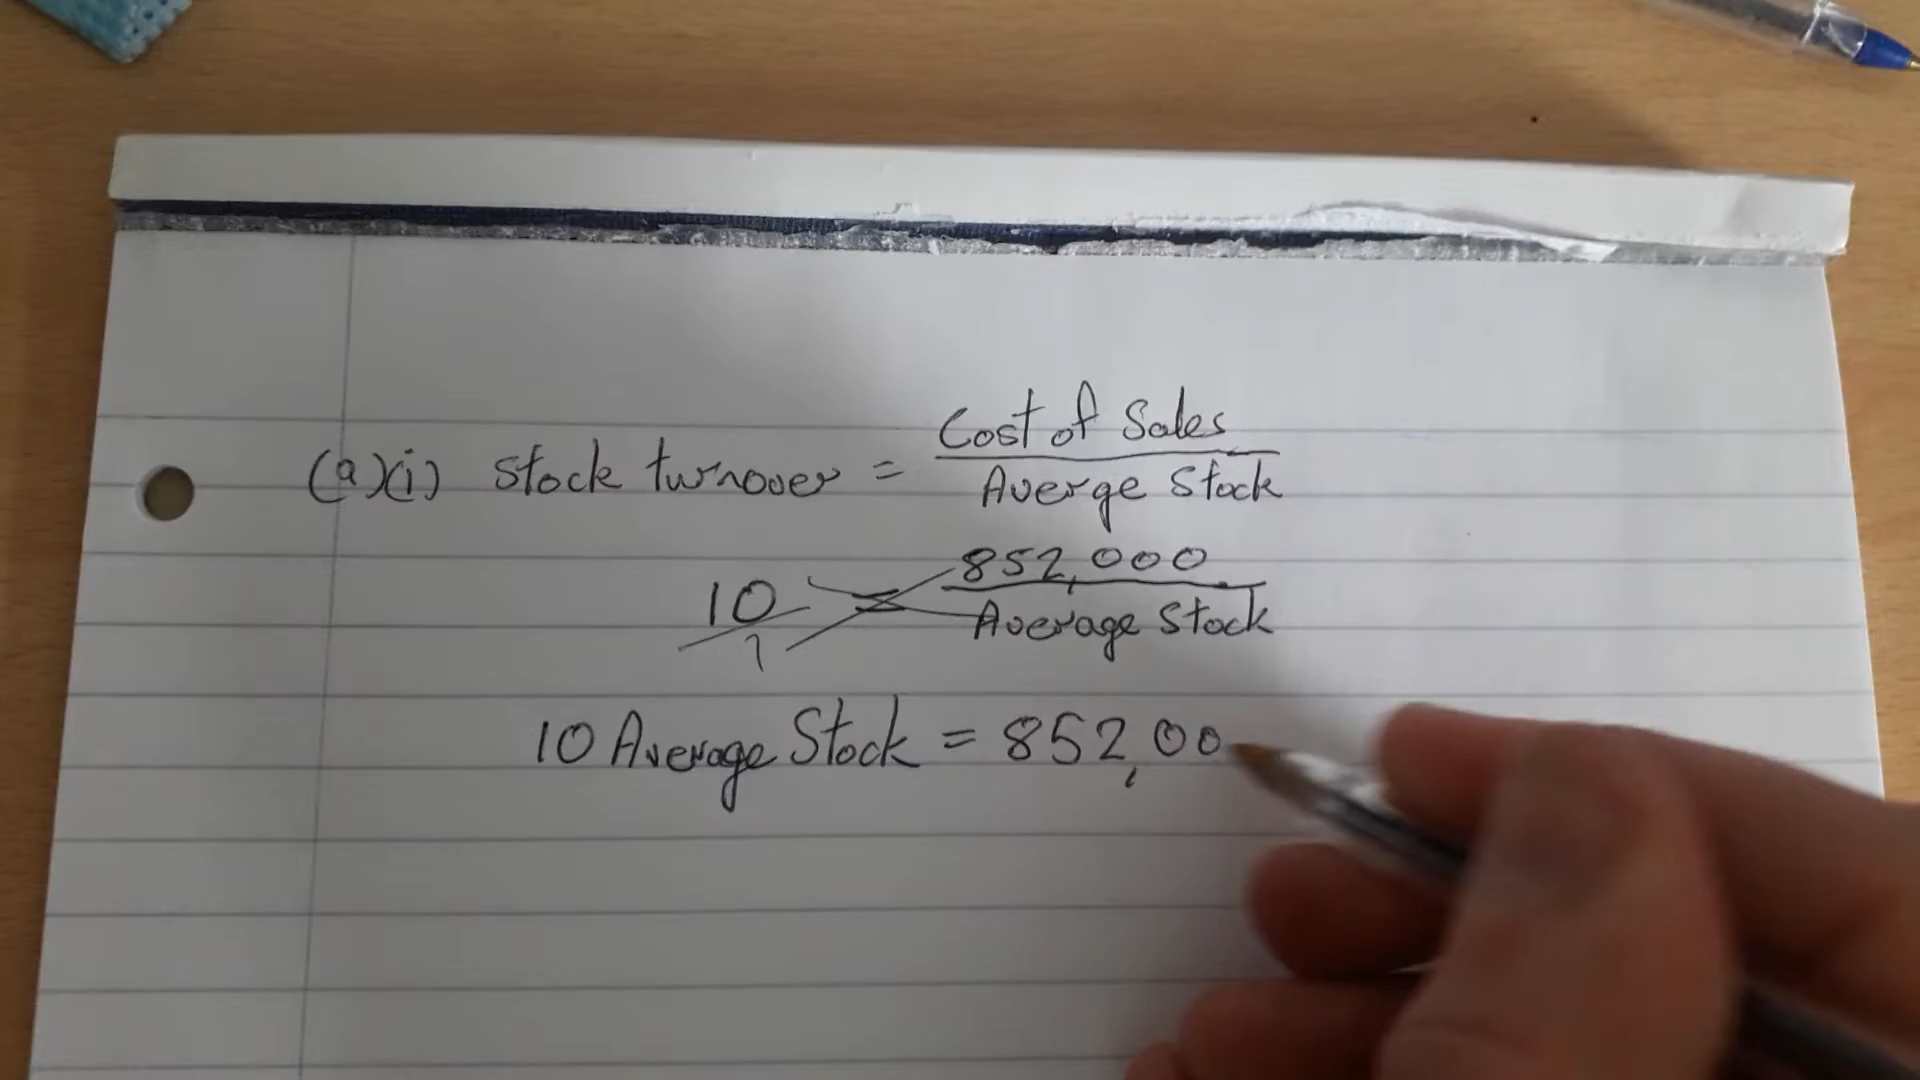 (a)(i) Stock turnover = Cost of Sales
Averge Stock
10 = 852,000
1 Average Stock
10 Average Stock = 852,00